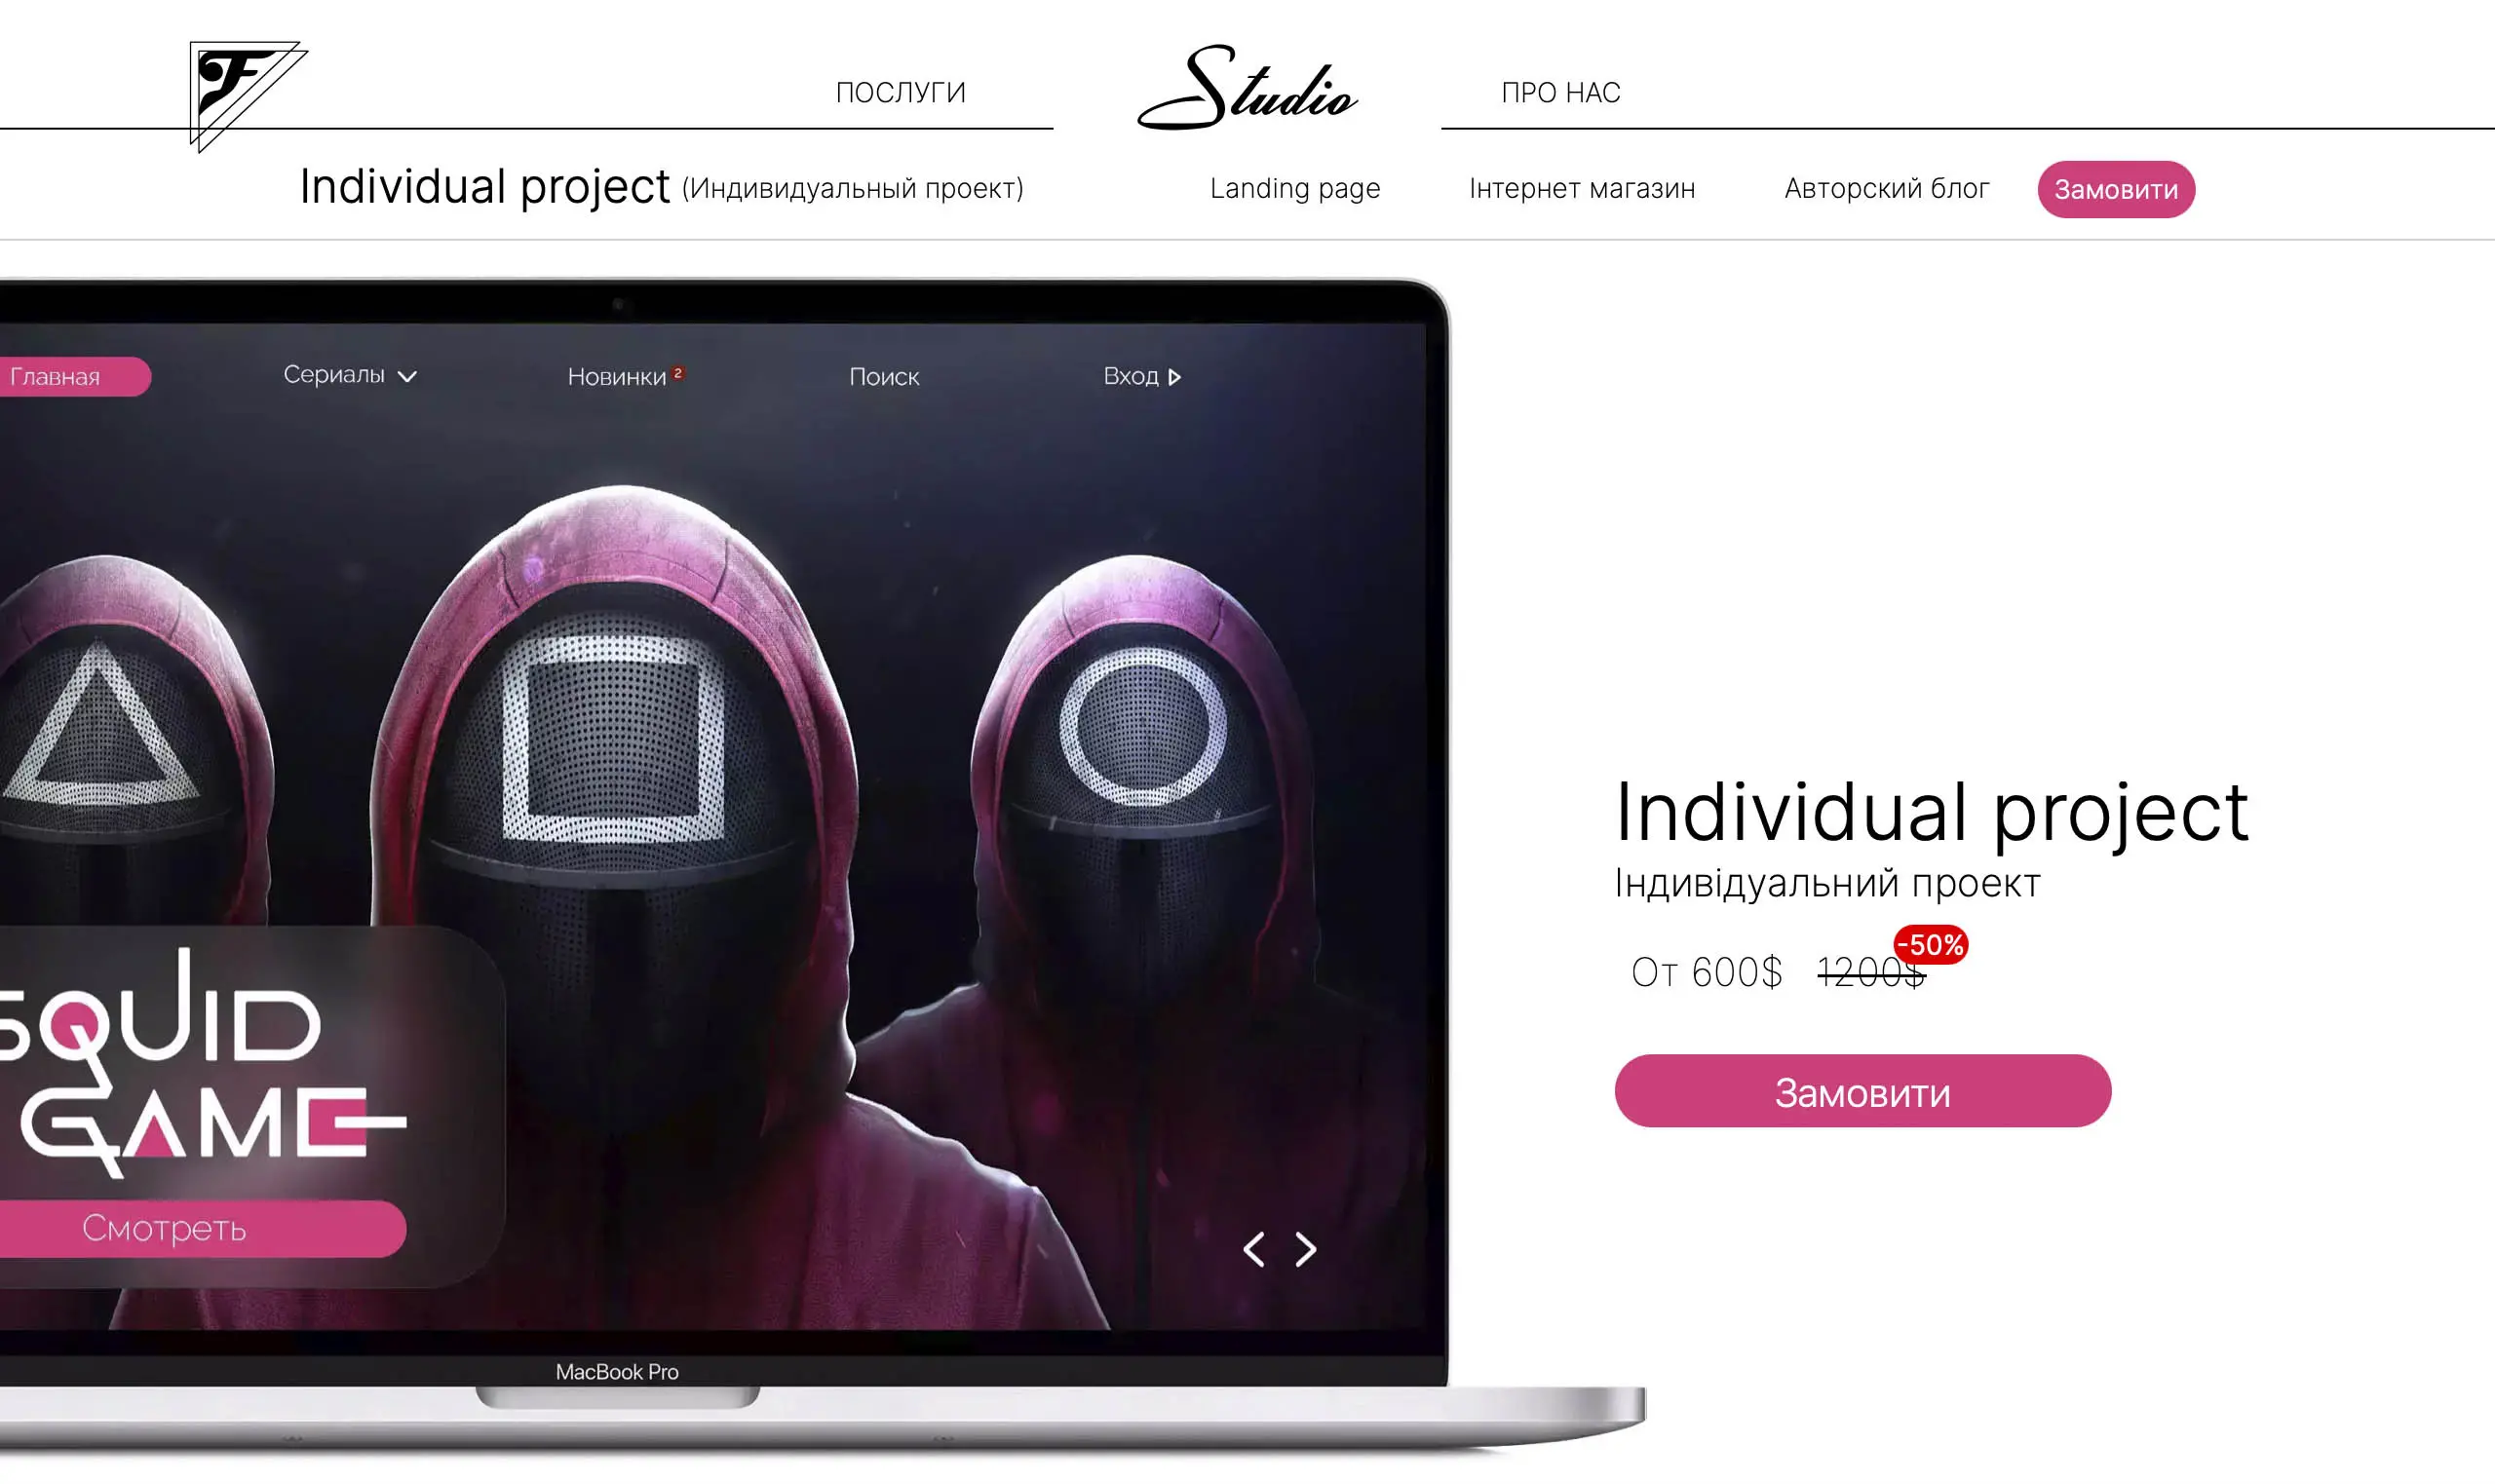 ПОСЛУГИ
Studio
ПРО НАС
Individual project (Индивидуальный проект)
Landing page
Інтернет магазин
Авторский блог
Замовити
Главная
Сериалы
Новинки 2
Поиск
Вход
SQUID
GAME
Смотреть
MacBook Pro
Individual project
Індивідуальний проект
-50%
От 600$ 1200$
Замовити